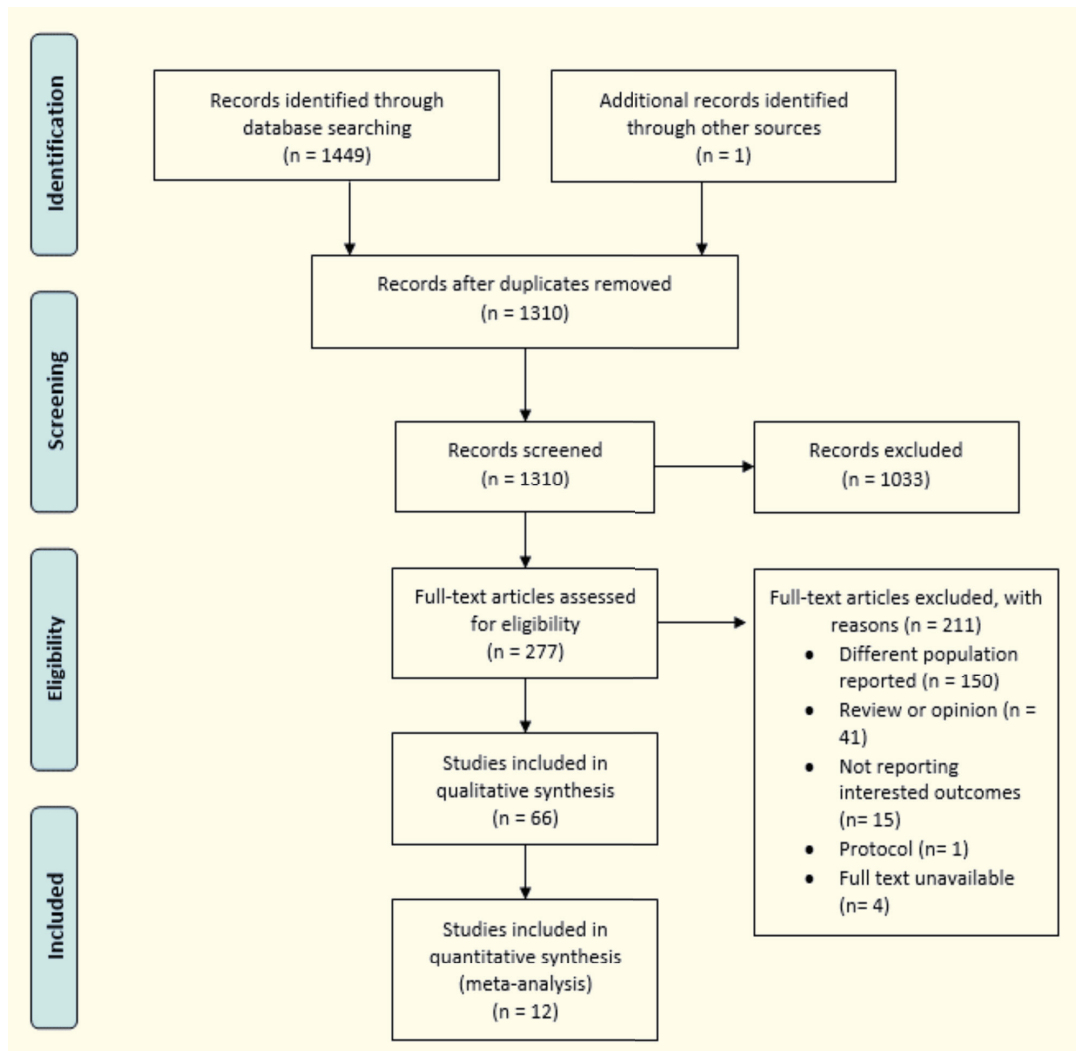 Identification
Records identified through
database searching
(n = 1449)
Additional records identified
through other sources
(n = 1)
Records after duplicates removed
(n = 1310)
Screening
Records screened
(n = 1310)
Records excluded
(n = 1033)
Eligibility
Full-text articles assessed
for eligibility
(n = 277)
Full-text articles excluded, with
reasons (n = 211)
● Different population
reported (n = 150)
● Review or opinion (n =
41)
● Not reporting
interested outcomes
(n= 15)
● Protocol (n= 1)
● Full text unavailable
(n= 4)
Studies included in
qualitative synthesis
(n = 66)
Included
Studies included in
quantitative synthesis
(meta-analysis)
(n = 12)